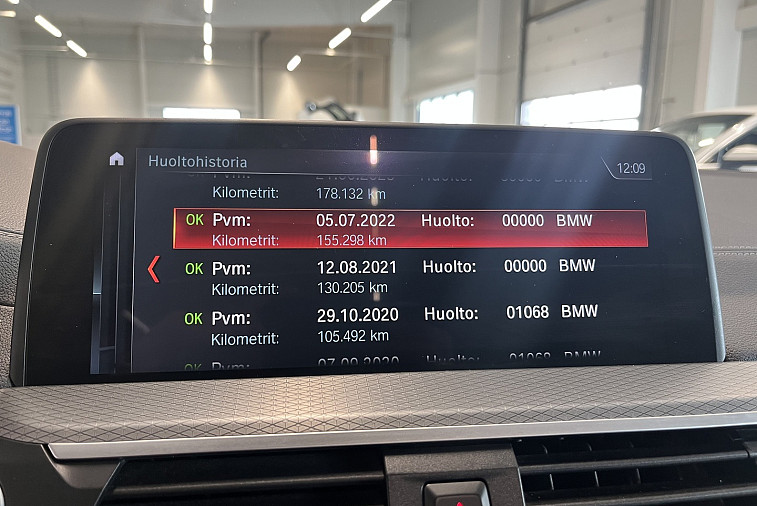 Huoltohistoria
12:09
Kilometrit: 178.132 km
OK Pvm: 05.07.2022 Huolto: 00000 BMW
Kilometrit: 155.298 km
OK Pvm: 12.08.2021 Huolto: 00000 BMW
Kilometrit: 130.205 km
OK Pvm: 29.10.2020 Huolto: 01068 BMW
Kilometrit: 105.492 km